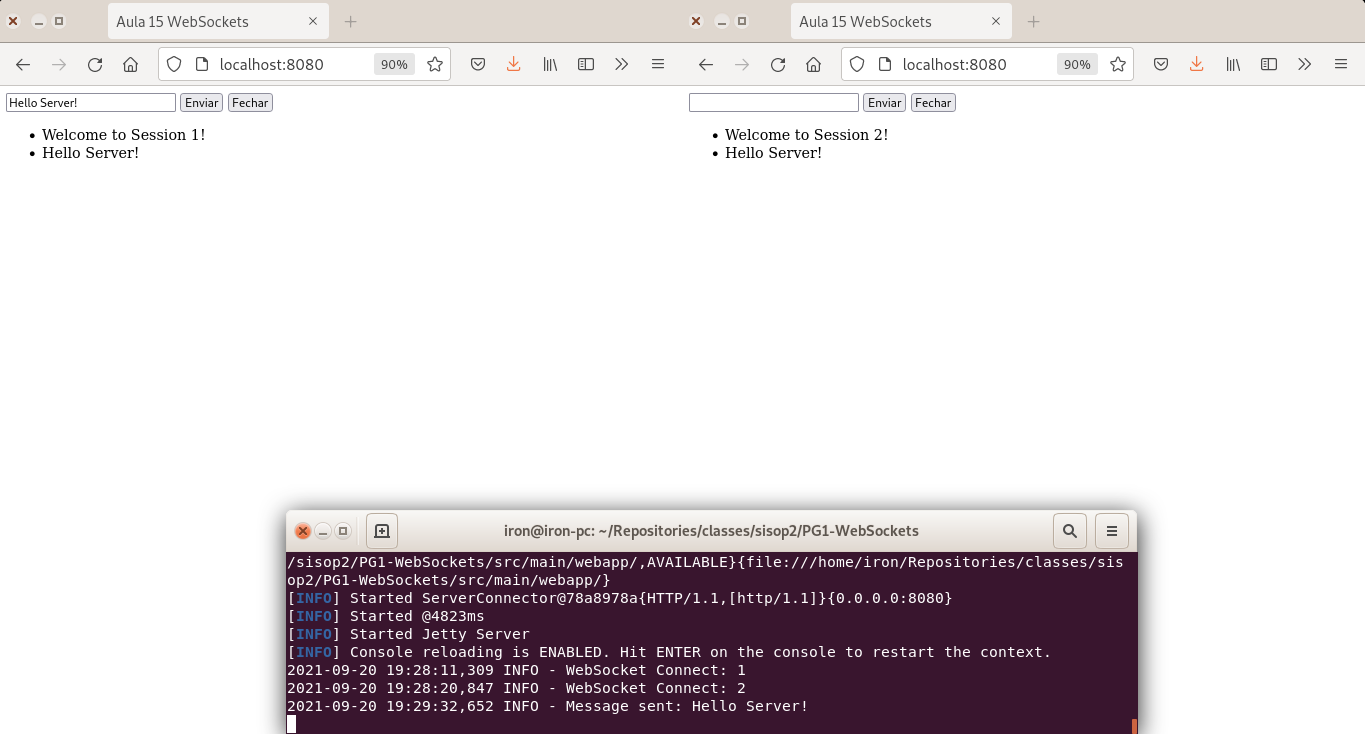 Aula 15 WebSockets
Aula 15 WebSockets
localhost:8080
90%
localhost:8080
90%
Hello Server!
Enviar
Fechar
Enviar
Fechar
Welcome to Session 1!
Hello Server!
Welcome to Session 2!
Hello Server!
iron@iron-pc: ~/Repositories/classes/sisop2/PG1-WebSockets
/sisop2/PG1-WebSockets/src/main/webapp/,AVAILABLE}{file:///home/iron/Repositories/classes/sis
op2/PG1-WebSockets/src/main/webapp/}
[INFO] Started ServerConnector@78a8978a{HTTP/1.1,[http/1.1]}{0.0.0.0:8080}
[INFO] Started @4823ms
[INFO] Started Jetty Server
[INFO] Console reloading is ENABLED. Hit ENTER on the console to restart the context.
2021-09-20 19:28:11,309 INFO - WebSocket Connect: 1
2021-09-20 19:28:20,847 INFO - WebSocket Connect: 2
2021-09-20 19:29:32,652 INFO - Message sent: Hello Server!